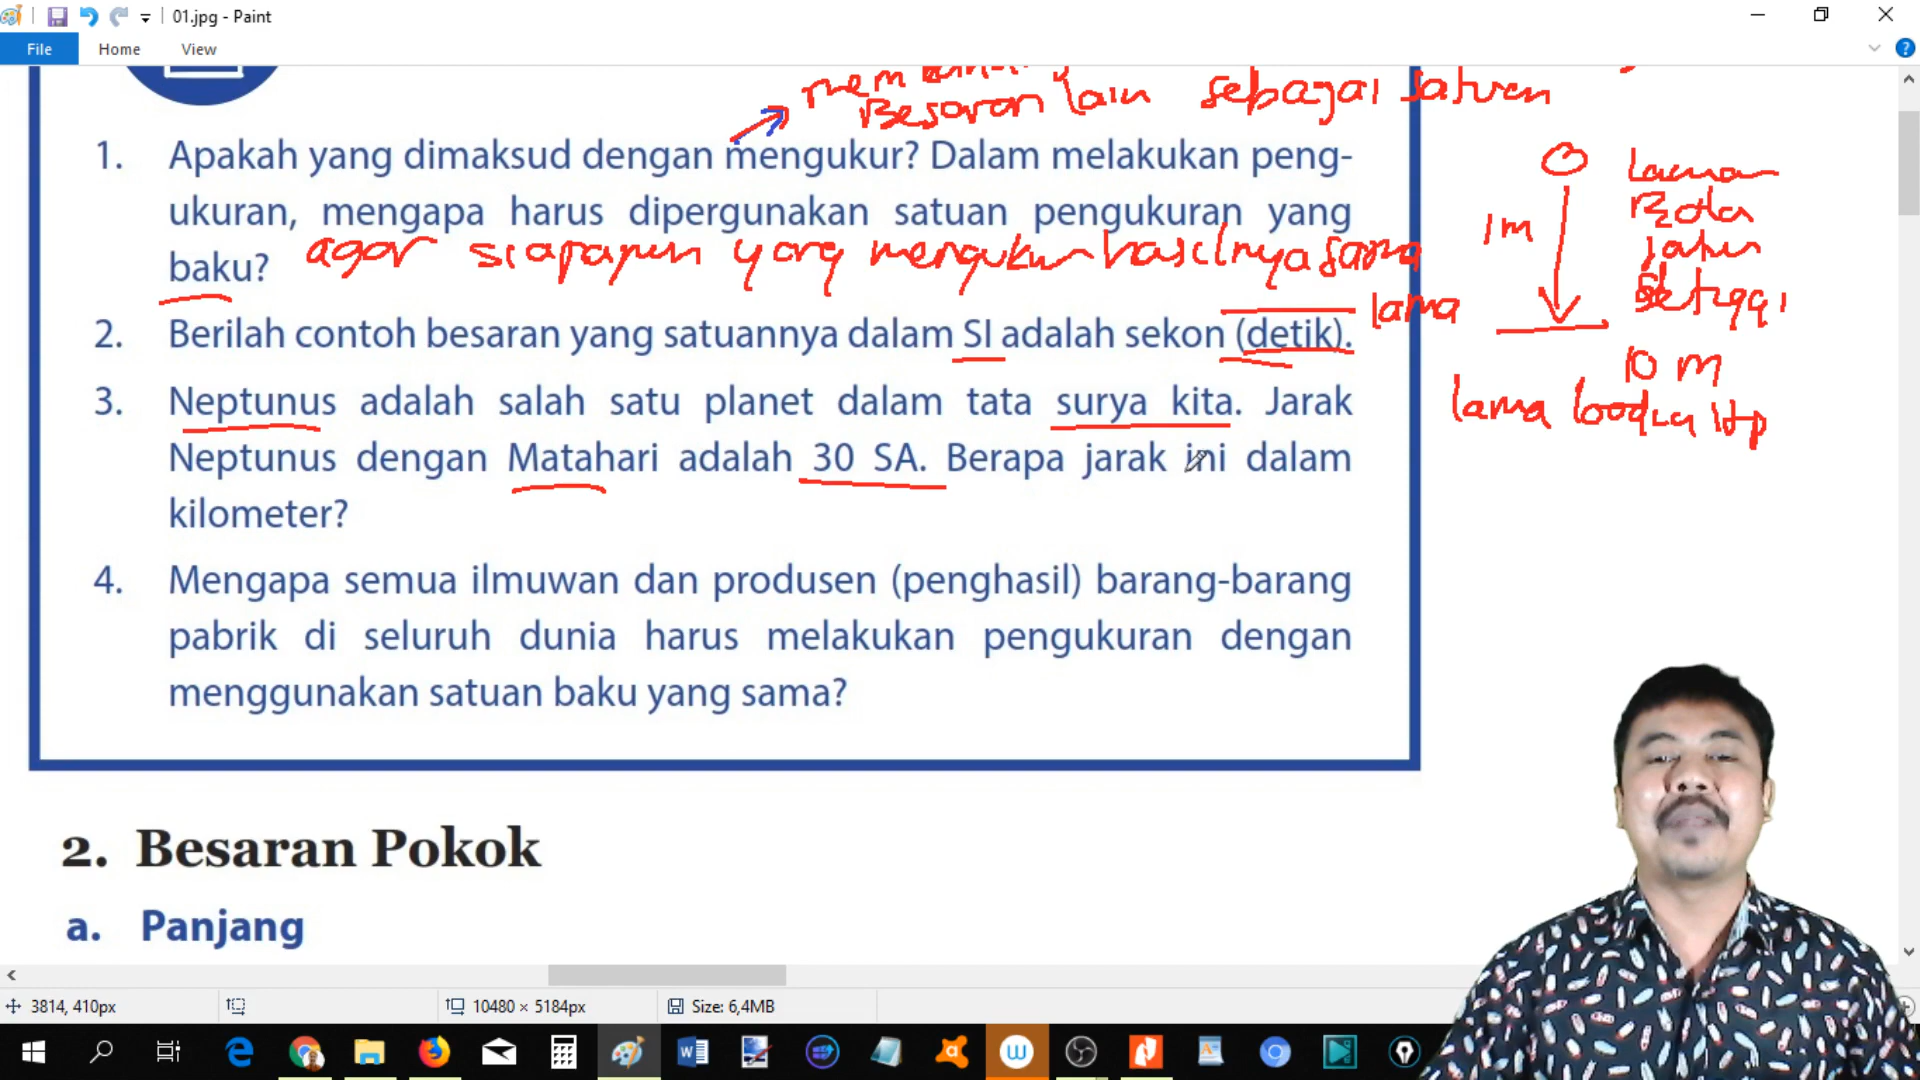 01.jpg - Paint
File Home View
Besaran lain sebagai satuan
1. Apakah yang dimaksud dengan mengukur? Dalam melakukan peng-
ukuran, mengapa harus dipergunakan satuan pengukuran yang
baku? agar siapapun yang mengukur hasilnya sama
2. Berilah contoh besaran yang satuannya dalam SI adalah sekon (detik). lama
3. Neptunus adalah salah satu planet dalam tata surya kita. Jarak
Neptunus dengan Matahari adalah 30 SA. Berapa jarak ini dalam
kilometer?
4. Mengapa semua ilmuwan dan produsen (penghasil) barang-barang
pabrik di seluruh dunia harus melakukan pengukuran dengan
menggunakan satuan baku yang sama?
1m
Bola
jatuh
Setinggi
10 m
lama
2. Besaran Pokok
a. Panjang
3814, 410px
10480 × 5184px
Size: 6,4MB